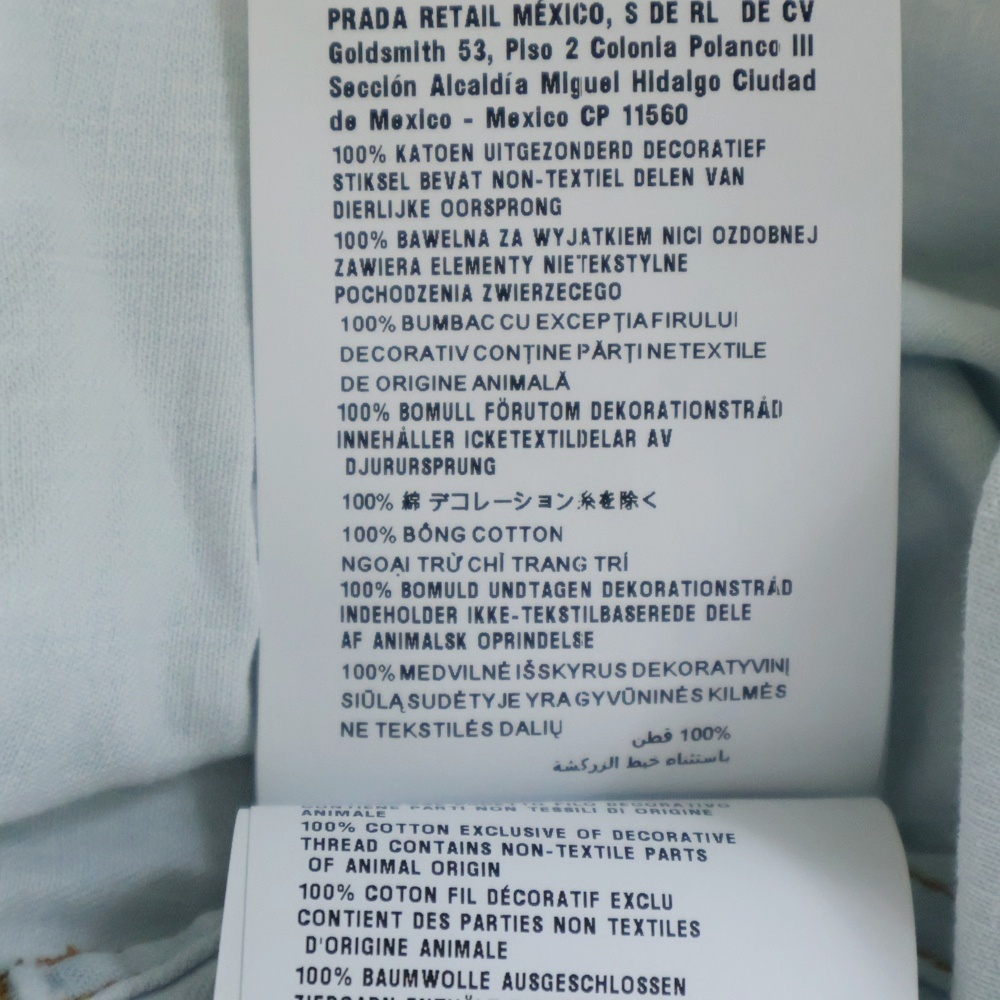 PRADA RETAIL MÉXICO, S DE RL DE CV
Goldsmith 53, Piso 2 Colonia Polanco III
Sección Alcaldía Miguel Hidalgo Ciudad
de Mexico - Mexico CP 11560
100% KATOEN UITGEZONDERD DECORATIEF
STIKSEL BEVAT NON-TEXTIEL DELEN VAN
DIERLIJKE OORSPRONG
100% BAWELNA ZA WYJATKIEM NICI OZDOBNEJ
ZAWIERA ELEMENTY NIETEKSTYLNE
POCHODZENIA ZWIERZECEGO
100% BUMBAC CU EXCEPȚIA FIRULUI
DECORATIV CONȚINE PĂRȚI NETEXTILE
DE ORIGINE ANIMALĂ
100% BOMULL FÖRUTOM DEKORATIONSTRÅD
INNEHÅLLER ICKETEXTILDELAR AV
DJURURSPRUNG
100% 綿 デコレーション糸を除く
100% BÔNG COTTON
NGOẠI TRỪ CHỈ TRANG TRÍ
100% BOMULD UNDTAGEN DEKORATIONSTRÅD
INDEHOLDER IKKE-TEKSTILBASEREDE DELE
AF ANIMALSK OPRINDELSE
100% MEDVILNĖ IŠSKYRUS DEKORATYVINĮ
SIŪLĄ SUDĖTYJE YRA GYVŪNINĖS KILMĖS
NE TEKSTILĖS DALIŲ
100% قطن
باستثناء خيط الزركشة
CONTIENE PARTI NON TESSILI DI ORIGINE
ANIMALE
100% COTTON EXCLUSIVE OF DECORATIVE
THREAD CONTAINS NON-TEXTILE PARTS
OF ANIMAL ORIGIN
100% COTON FIL DÉCORATIF EXCLU
CONTIENT DES PARTIES NON TEXTILES
D'ORIGINE ANIMALE
100% BAUMWOLLE AUSGESCHLOSSEN